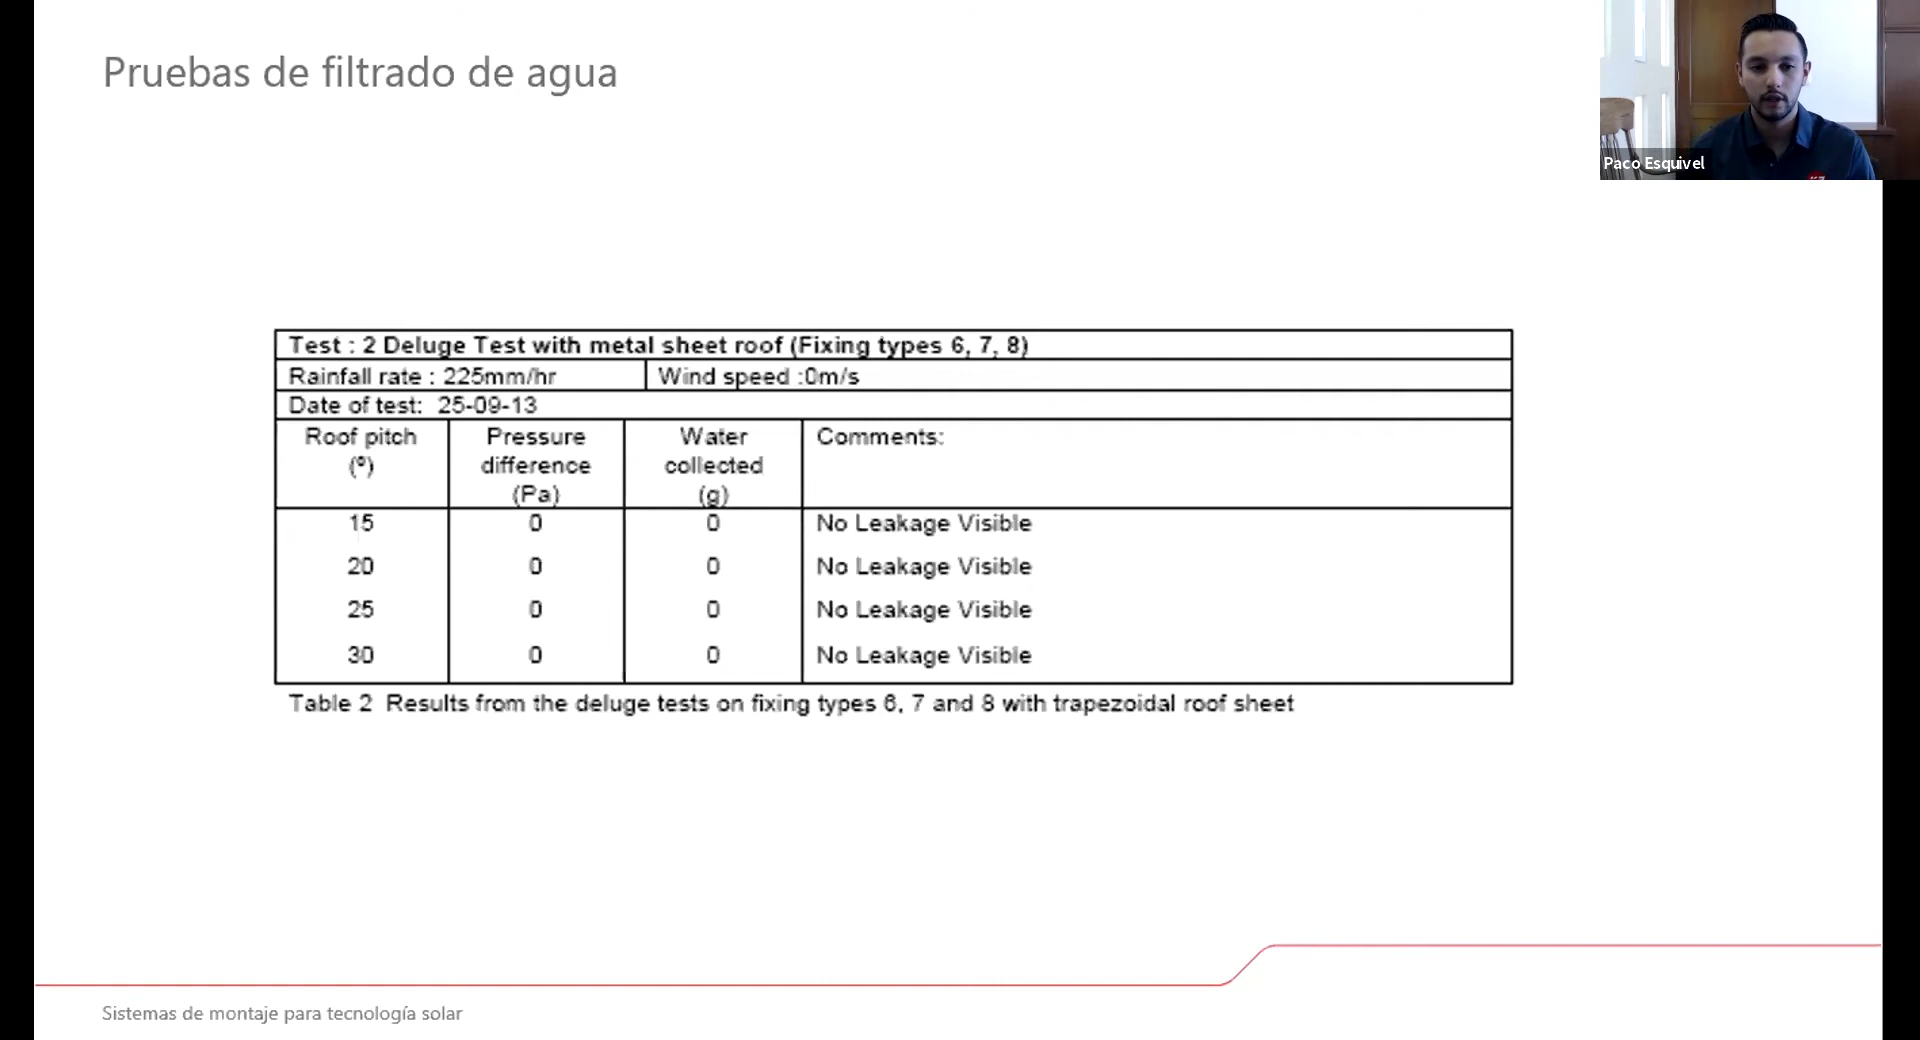 Pruebas de filtrado de agua
Paco Esquivel
Test : 2 Deluge Test with metal sheet roof (Fixing types 6, 7, 8)
Rainfall rate : 225mm/hr Wind speed :0m/s
Date of test: 25-09-13
Roof pitch (º) Pressure difference (Pa) Water collected (g) Comments:
15 0 0 No Leakage Visible
20 0 0 No Leakage Visible
25 0 0 No Leakage Visible
30 0 0 No Leakage Visible
Table 2 Results from the deluge tests on fixing types 6, 7 and 8 with trapezoidal roof sheet
Sistemas de montaje para tecnología solar